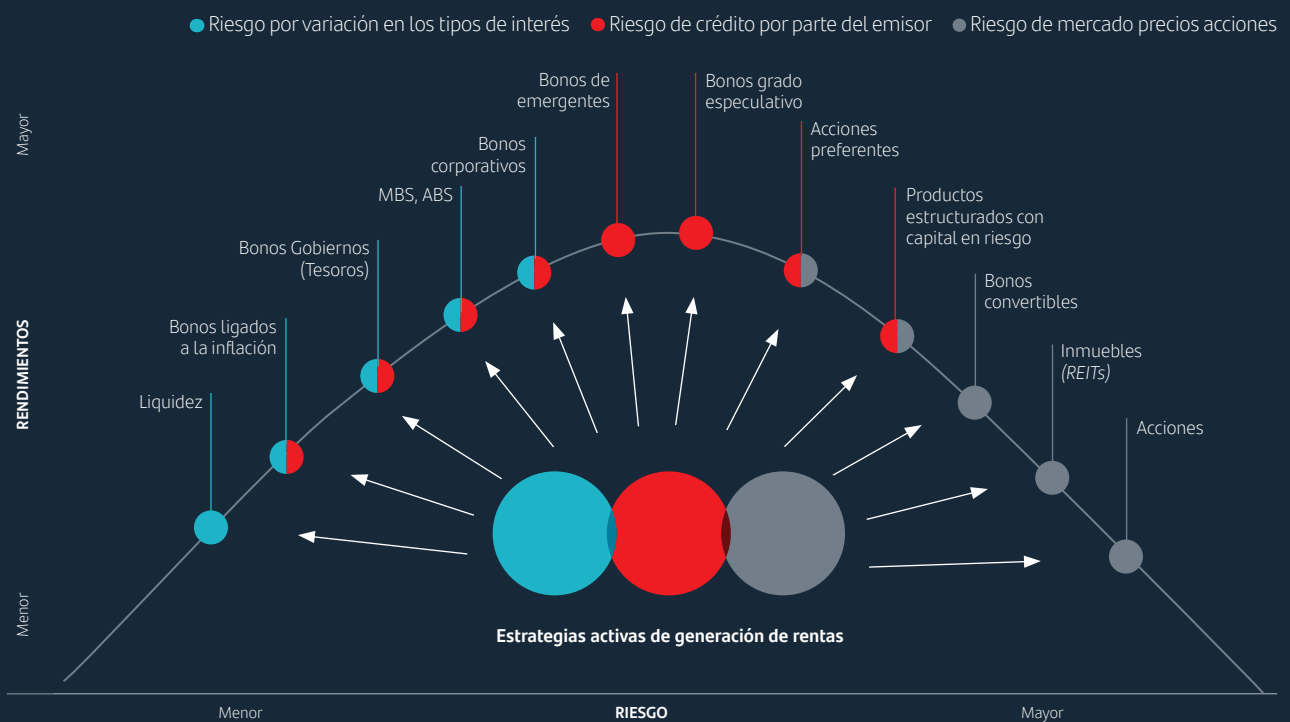 Riesgo por variación en los tipos de interés
Riesgo de crédito por parte del emisor
Riesgo de mercado precios acciones
Mayor
RENDIMIENTOS
Menor
Liquidez
Bonos ligados
a la inflación
Bonos Gobiernos
(Tesoros)
MBS, ABS
Bonos
corporativos
Bonos de
emergentes
Bonos grado
especulativo
Acciones
preferentes
Productos
estructurados con
capital en riesgo
Bonos
convertibles
Inmuebles
(REITs)
Acciones
Estrategias activas de generación de rentas
Menor
RIESGO
Mayor